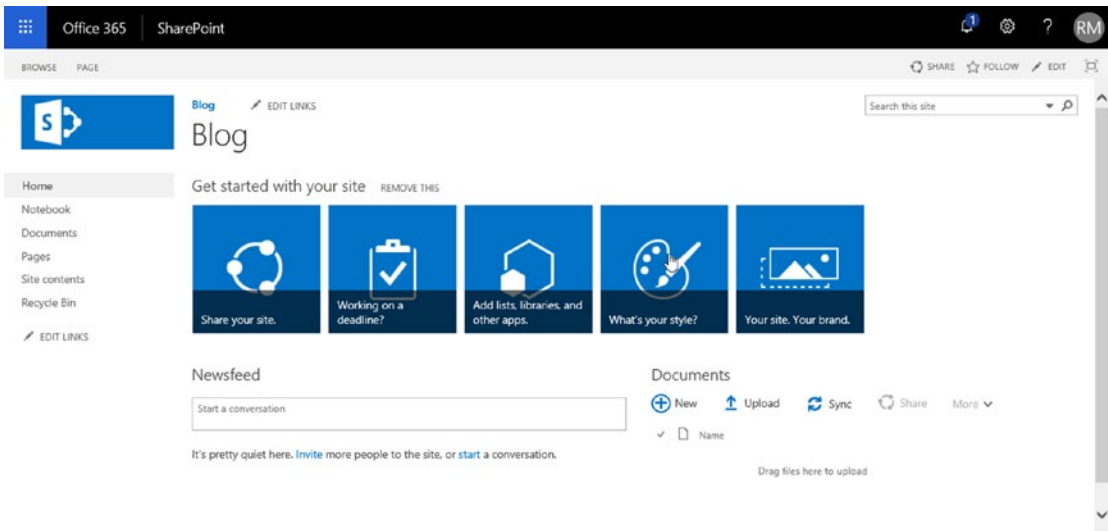 Office 365 SharePoint 1 ? RM
BROWSE PAGE SHARE FOLLOW EDIT
S
Blog EDIT LINKS
Search this site
Blog
Home
Notebook
Documents
Pages
Site contents
Recycle Bin
EDIT LINKS
Get started with your site REMOVE THIS
Share your site.
Working on a
deadline?
Add lists, libraries, and
other apps.
What's your style?
Your site. Your brand.
Newsfeed
Start a conversation
It's pretty quiet here. Invite more people to the site, or start a conversation.
Documents
New Upload Sync Share More
Name
Drag files here to upload